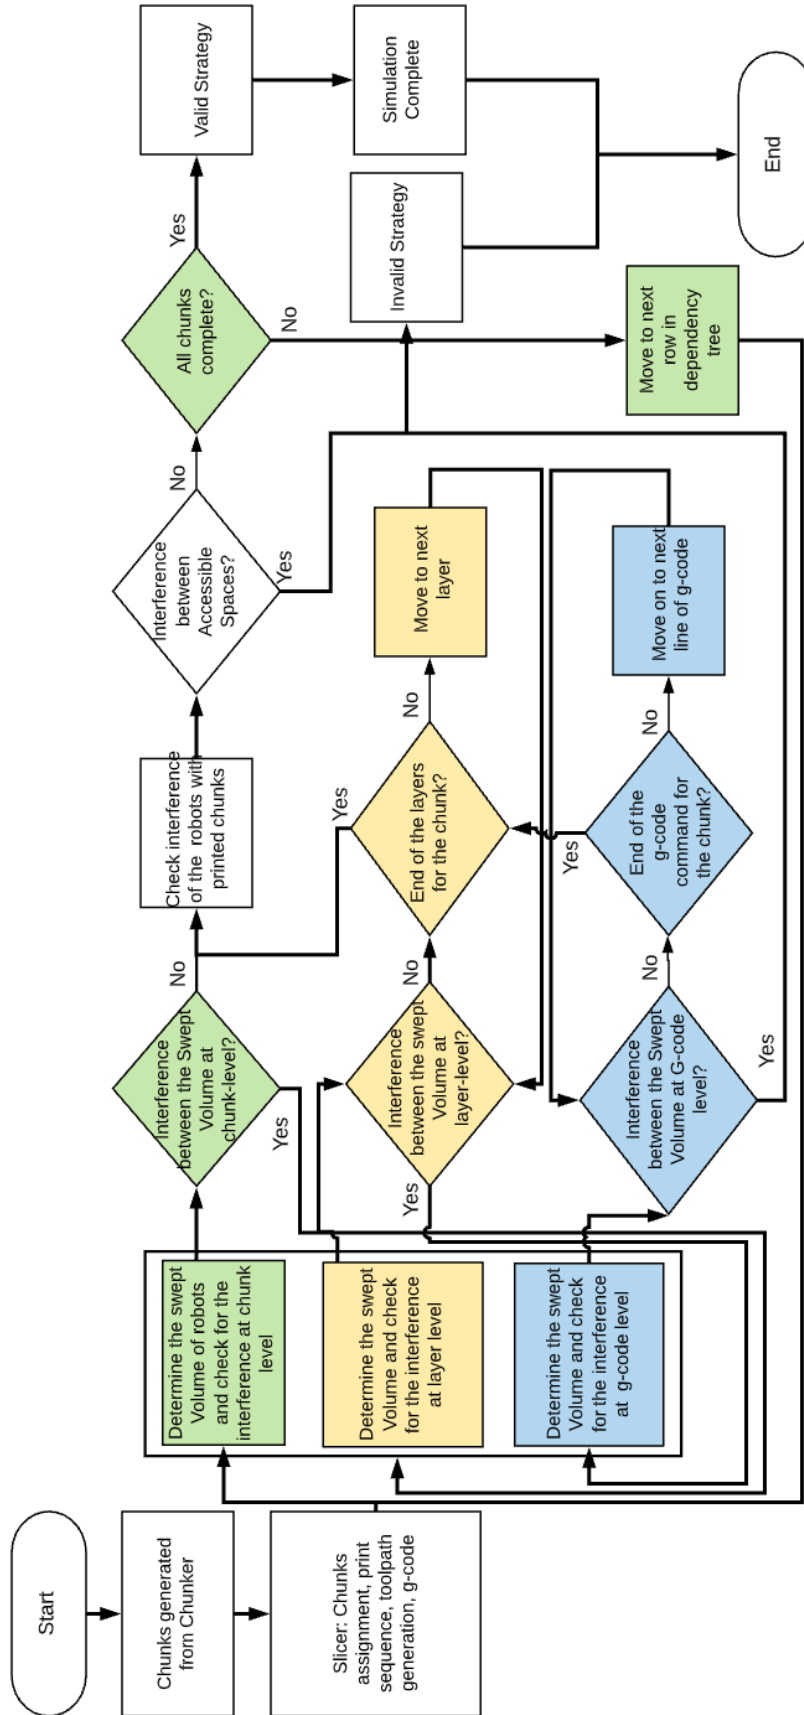 Start
Chunks generated
from Chunker
Slicer: Chunks
assignment, print
sequence, toolpath
generation, g-code
Determine the swept
Volume of robots
and check for the
interference at chunk
level
Determine the swept
Volume and check
for the interference
at layer level
Determine the swept
Volume and check
for the interference
at g-code level
Interference
between the Swept
Volume at
chunk-level?
No
Yes
Interference
between the swept
Volume at
layer-level?
No
Yes
Interference
between the Swept
Volume at G-code
level?
No
Yes
Check interference
of the robots with
printed chunks
End of the layers
for the chunk?
Yes
No
End of the
g-code
command for
the chunk?
Yes
No
Interference
between
Accessible
Spaces?
No
Yes
Move to next
layer
Move on to next
line of g-code
All chunks
complete?
Yes
No
Invalid Strategy
Move to next
row in
dependency
tree
Valid Strategy
Simulation
Complete
End